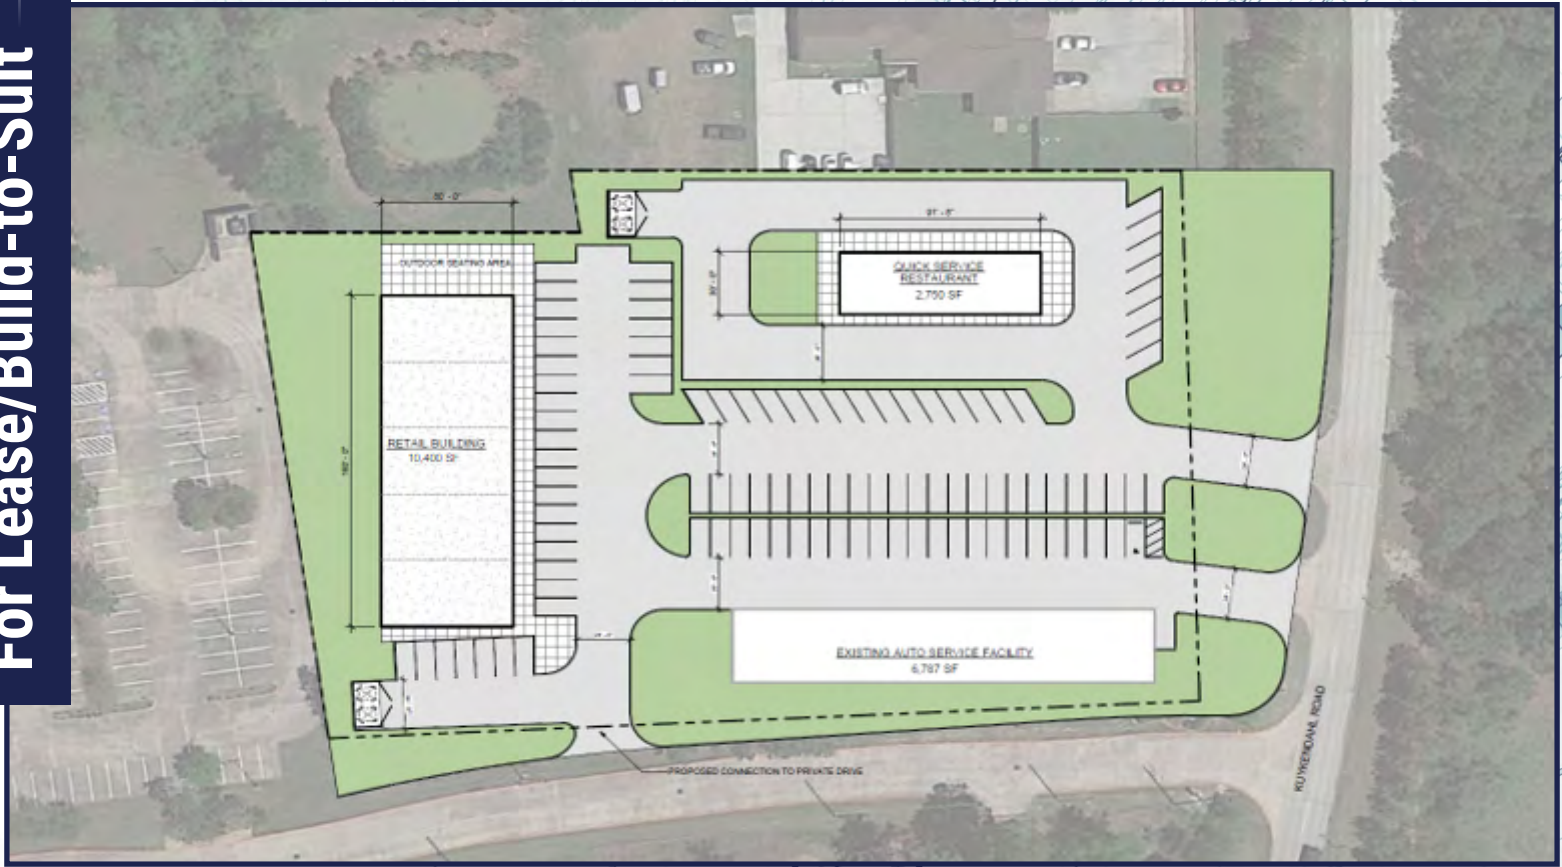 For Lease/Build-to-Suit
OUTDOOR SEATING AREA
QUICK SERVICE
RESTAURANT
2,750 SF
RETAIL BUILDING
10,400 SF
EXISTING AUTO SERVICE FACILITY
6,787 SF
PROPOSED CONNECTION TO PRIVATE DRIVE
KUYKENDAHL ROAD